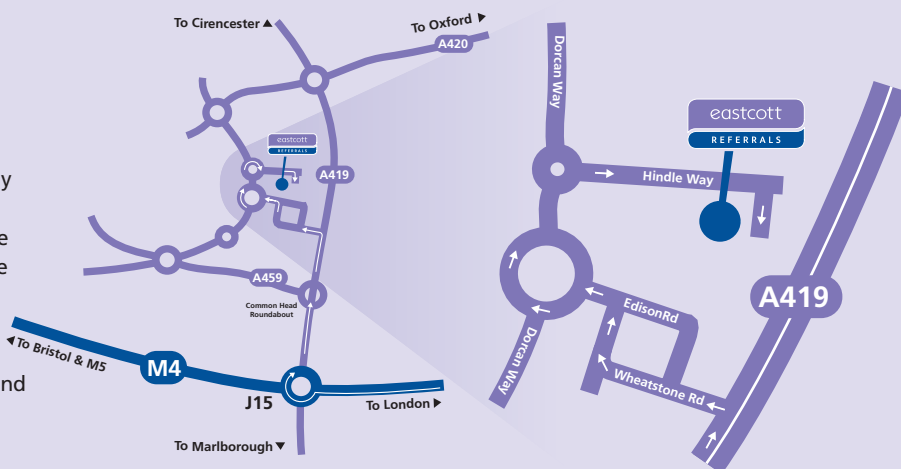 To Cirencester ▲
To Oxford ▶
A420
eastcott
REFERRALS
A419
A459
Common Head
Roundabout
◀To Bristol & M5
M4
J15
To London ▶
To Marlborough ▼
y
e
e
nd
Dorcan Way
eastcott
REFERRALS
Hindle Way
A419
EdisonRd
Dorcan Way
Wheatstone Rd